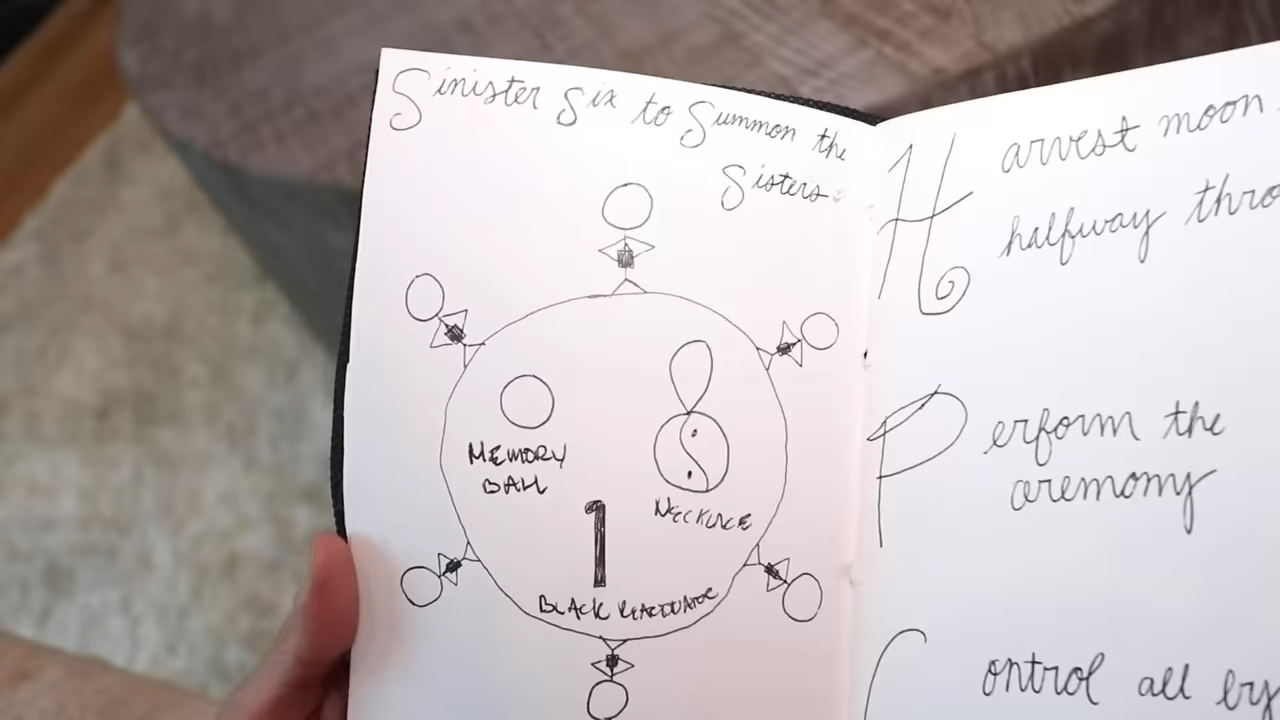 Sinister Six to Summon the
Sisters
MEMORY
BALL
NECKLACE
BLACK
Harvest moon
halfway thro
Perform the
ceremony
Control all